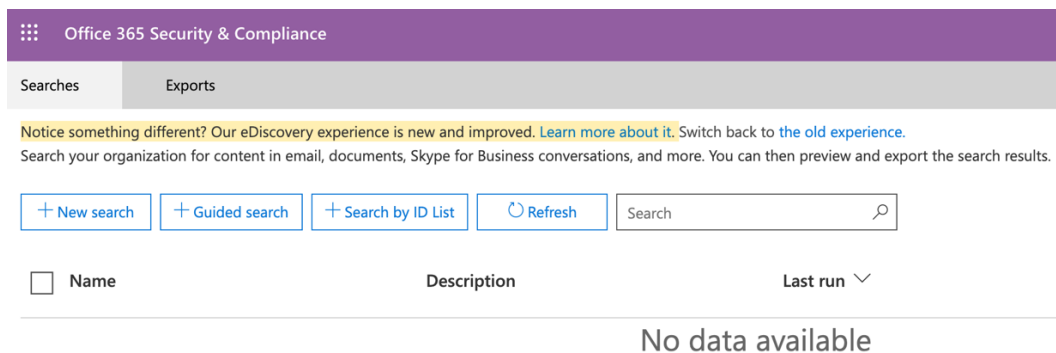 Office 365 Security & Compliance
Searches Exports
Notice something different? Our eDiscovery experience is new and improved. Learn more about it. Switch back to the old experience.
Search your organization for content in email, documents, Skype for Business conversations, and more. You can then preview and export the search results.
+ New search + Guided search + Search by ID List Refresh Search
Name Description Last run
No data available